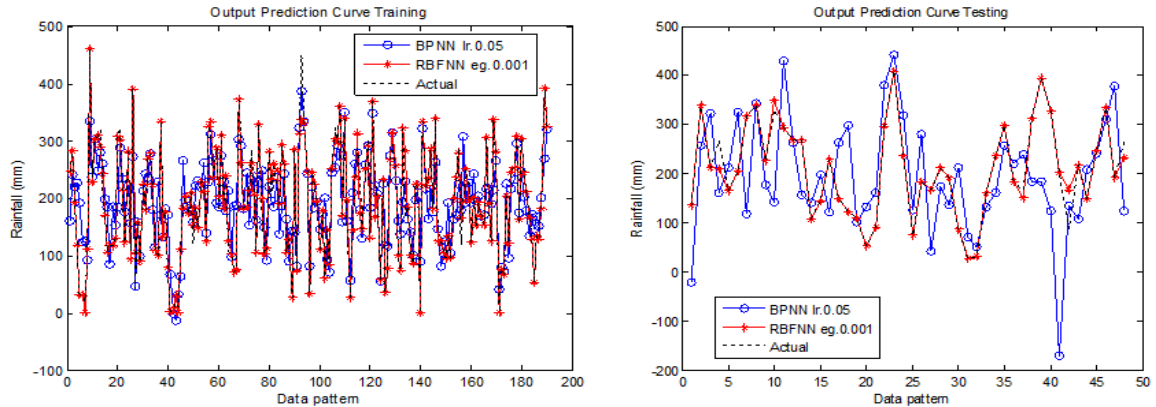 Output Prediction Curve Training
500
400
300
200
100
0
-100
Rainfall (mm)
BPNN lr.0.05
RBFNN eg.0.001
Actual
0 20 40 60 80 100 120 140 160 180 200
Data pattern
Output Prediction Curve Testing
500
400
300
200
100
0
-100
-200
Rainfall (mm)
BPNN lr.0.05
RBFNN eg.0.001
Actual
0 5 10 15 20 25 30 35 40 45 50
Data pattern